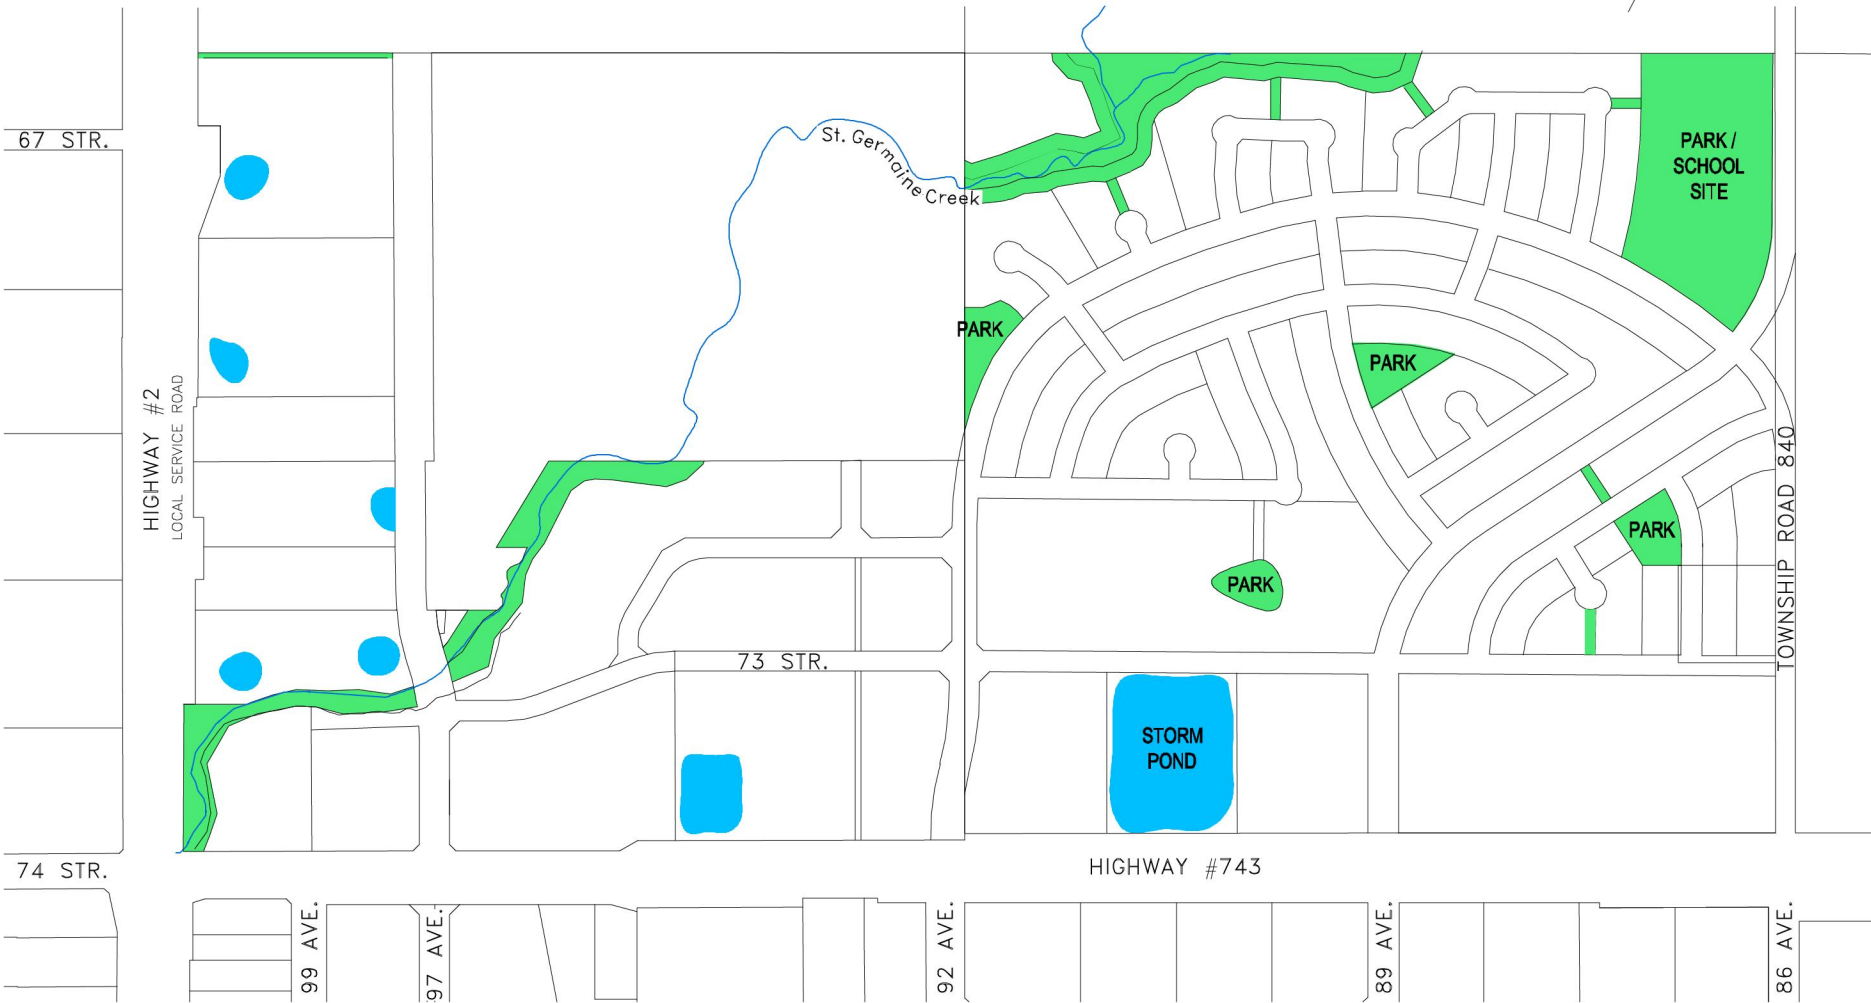 67 STR.
St. Germaine Creek
PARK /
SCHOOL
SITE
PARK
PARK
HIGHWAY #2
LOCAL SERVICE ROAD
TOWNSHIP ROAD 840
PARK
PARK
73 STR.
STORM
POND
74 STR.
HIGHWAY #743
99 AVE.
97 AVE.
92 AVE.
89 AVE.
86 AVE.